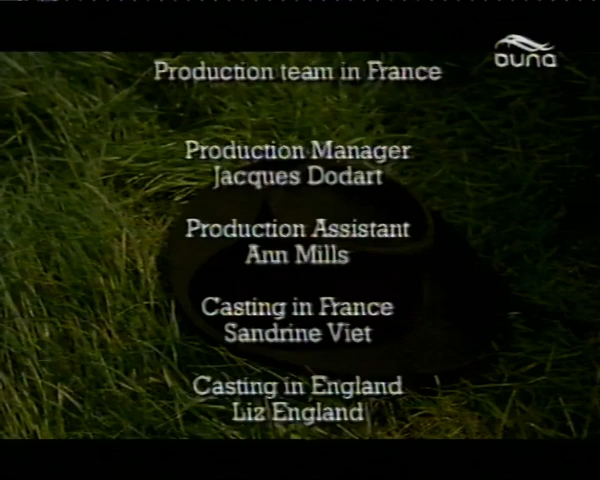 duna
Production team in France
Production Manager
Jacques Dodart
Production Assistant
Ann Mills
Casting in France
Sandrine Viet
Casting in England
Liz England